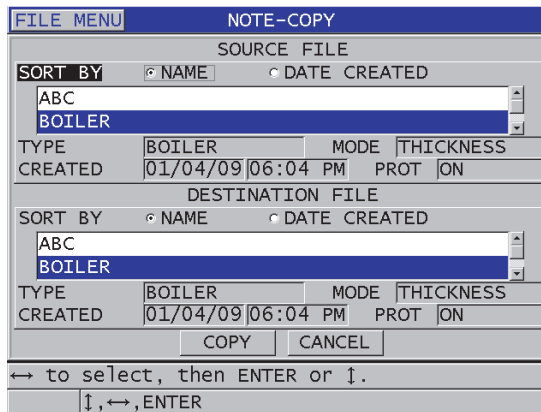 FILE MENU NOTE-COPY
SOURCE FILE
SORT BY NAME DATE CREATED
ABC
BOILER
TYPE BOILER MODE THICKNESS
CREATED 01/04/09 06:04 PM PROT ON
DESTINATION FILE
SORT BY NAME DATE CREATED
ABC
BOILER
TYPE BOILER MODE THICKNESS
CREATED 01/04/09 06:04 PM PROT ON
COPY CANCEL
↔ to select, then ENTER or ↕.
↕,↔,ENTER